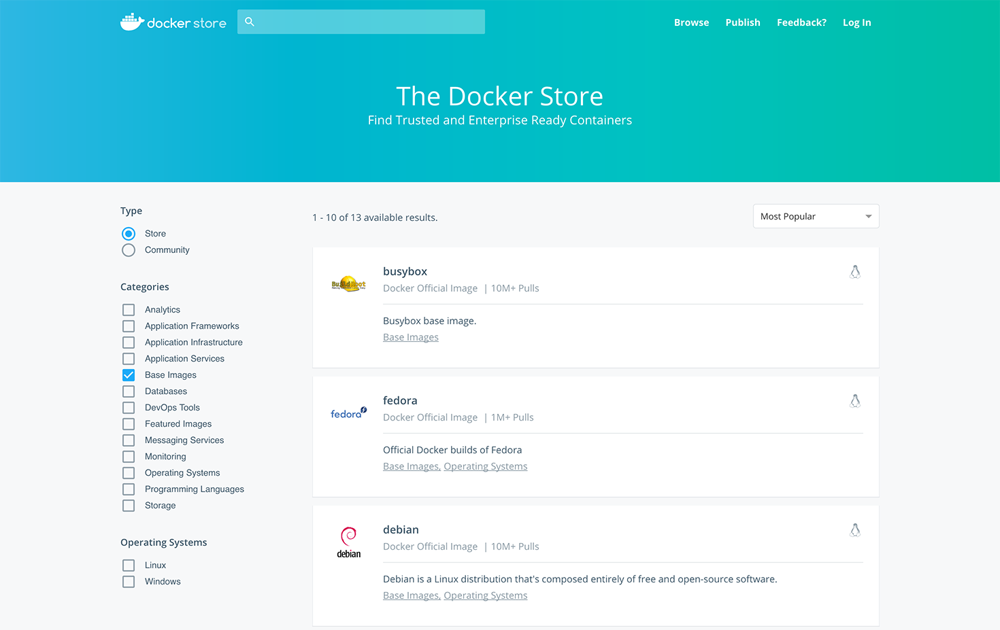 docker store
Browse Publish Feedback? Log In
The Docker Store
Find Trusted and Enterprise Ready Containers
Type
Store
Community
Categories
Analytics
Application Frameworks
Application Infrastructure
Application Services
Base Images
Databases
DevOps Tools
Featured Images
Messaging Services
Monitoring
Operating Systems
Programming Languages
Storage
Operating Systems
Linux
Windows
1 - 10 of 13 available results.
Most Popular
BuildRoot
busybox
Docker Official Image | 10M+ Pulls
Busybox base image.
Base Images
fedora
fedora
Docker Official Image | 1M+ Pulls
Official Docker builds of Fedora
Base Images, Operating Systems
debian
debian
Docker Official Image | 10M+ Pulls
Debian is a Linux distribution that's composed entirely of free and open-source software.
Base Images, Operating Systems